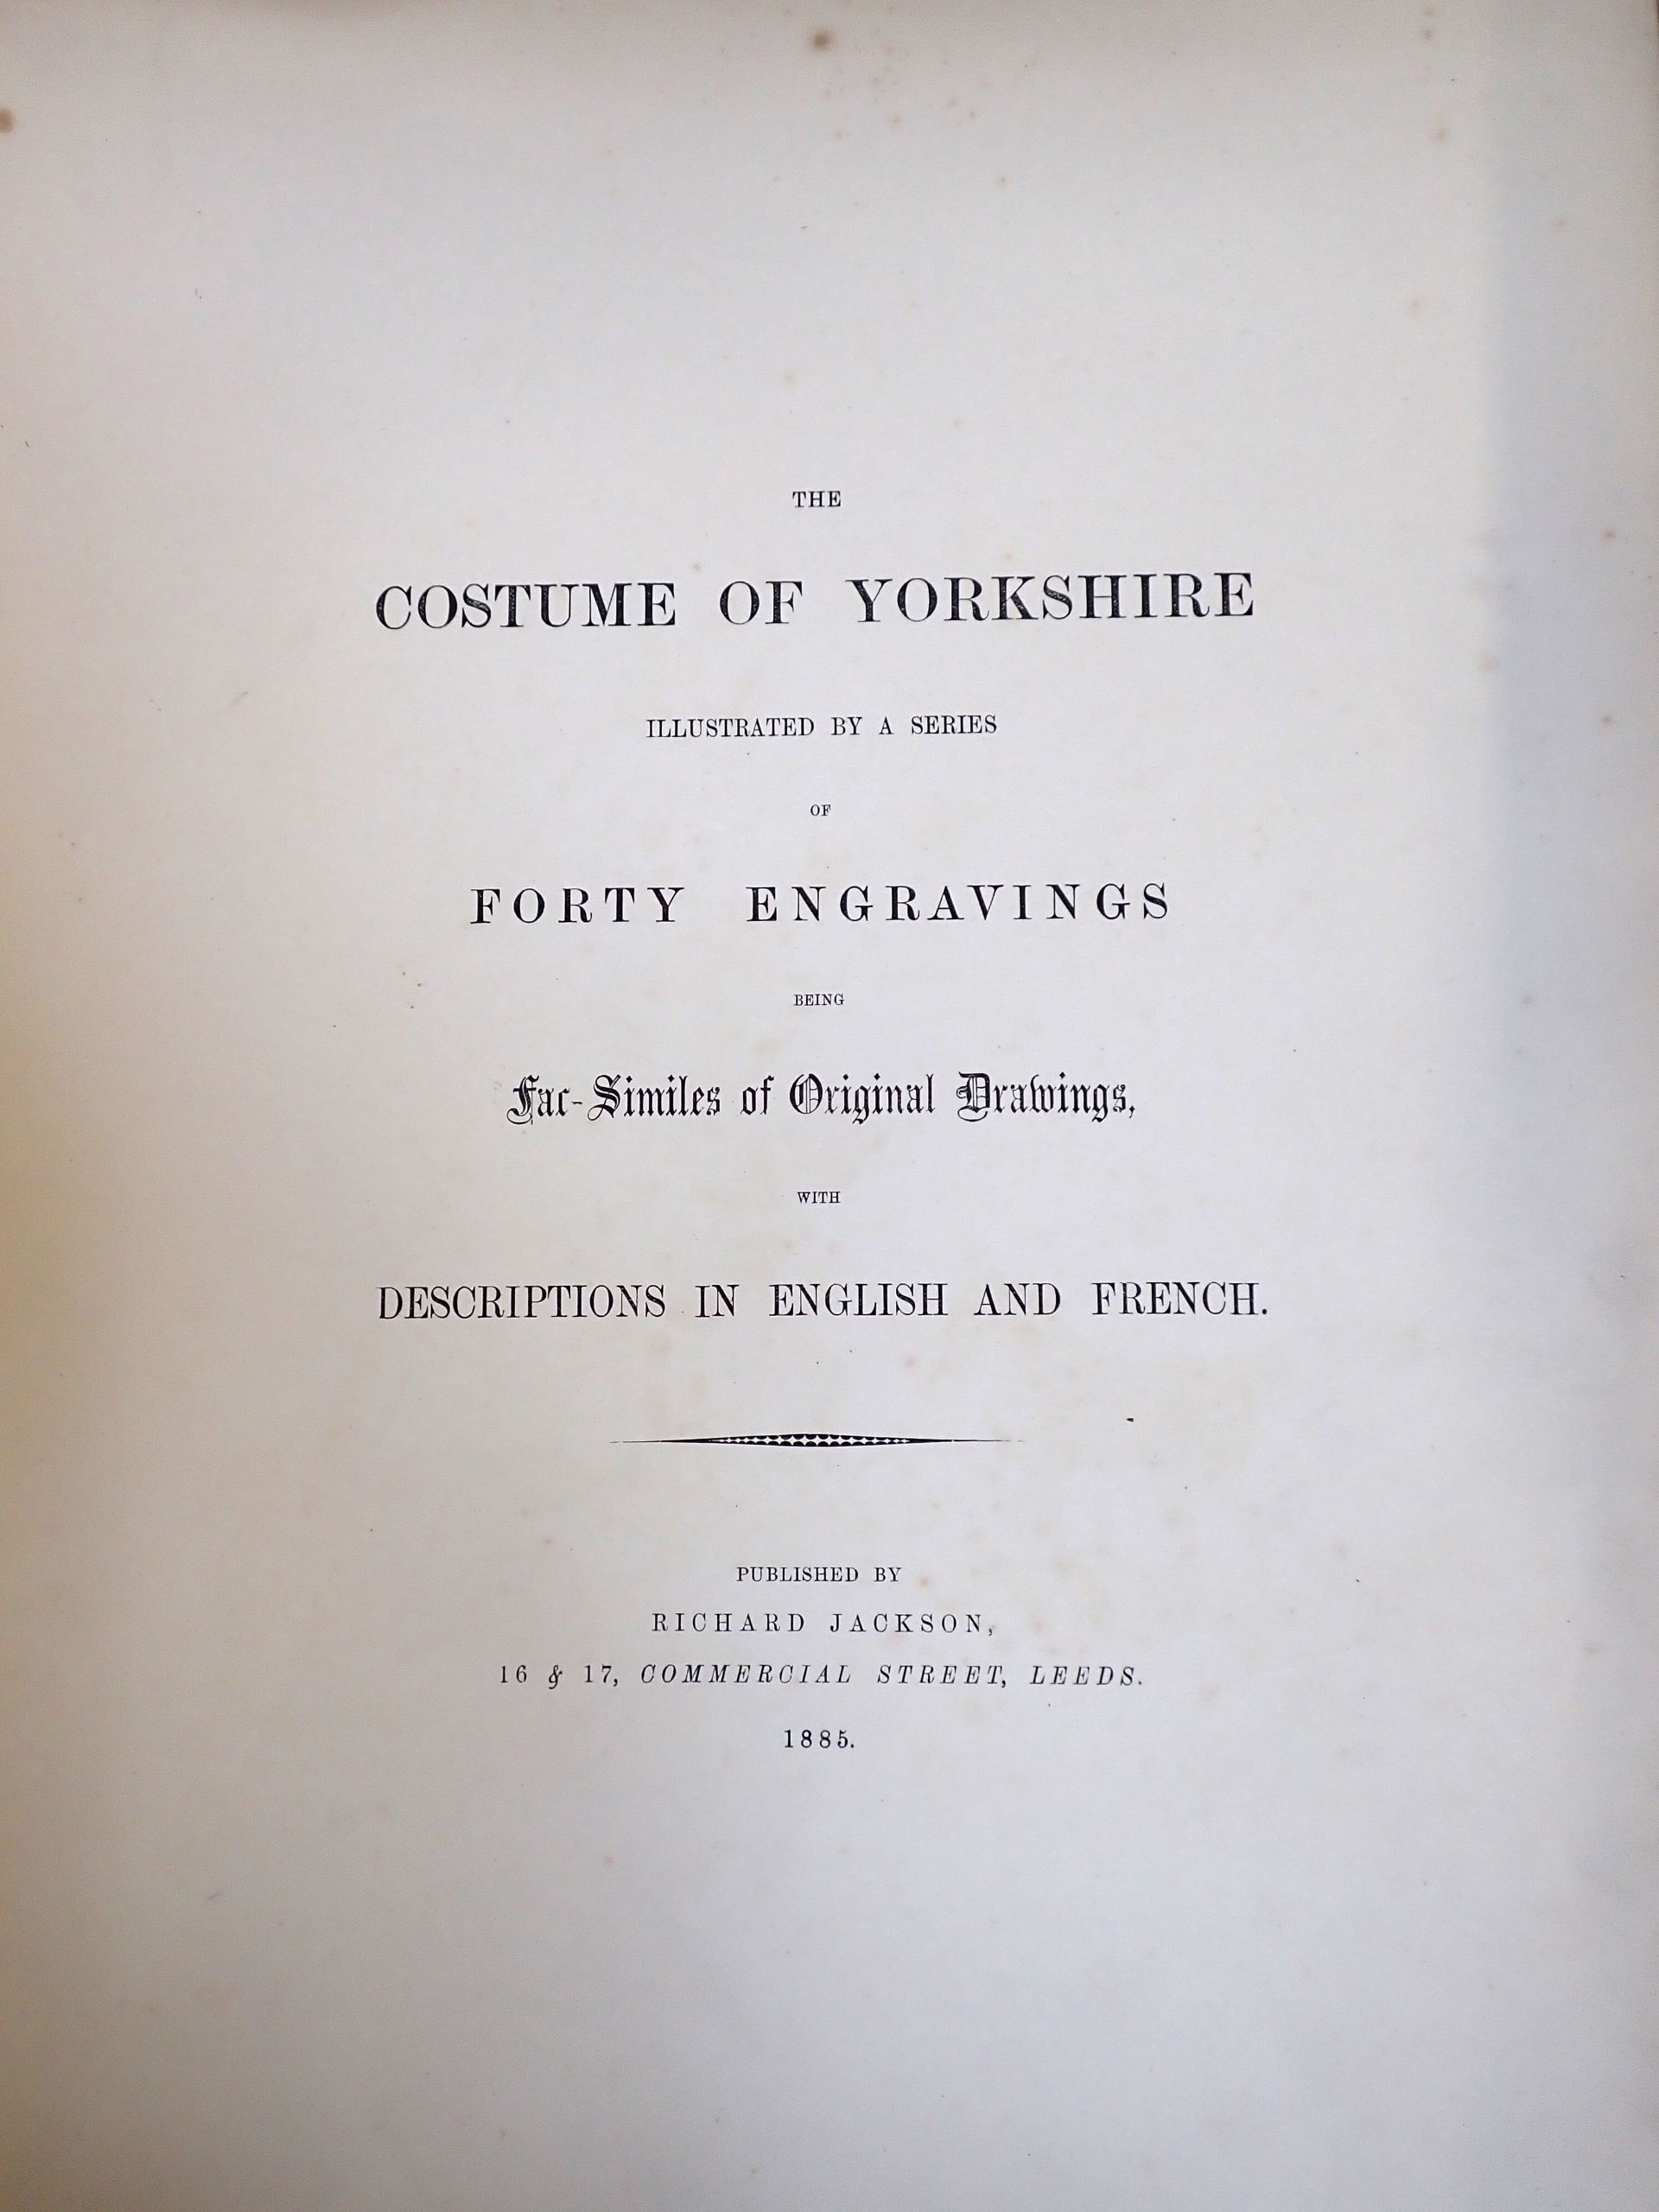 THE
COSTUME OF YORKSHIRE
ILLUSTRATED BY A SERIES
OF
FORTY ENGRAVINGS
BEING
Fac-Similes of Original Drawings,
WITH
DESCRIPTIONS IN ENGLISH AND FRENCH.
PUBLISHED BY
RICHARD JACKSON,
16 & 17, COMMERCIAL STREET, LEEDS.
1885.